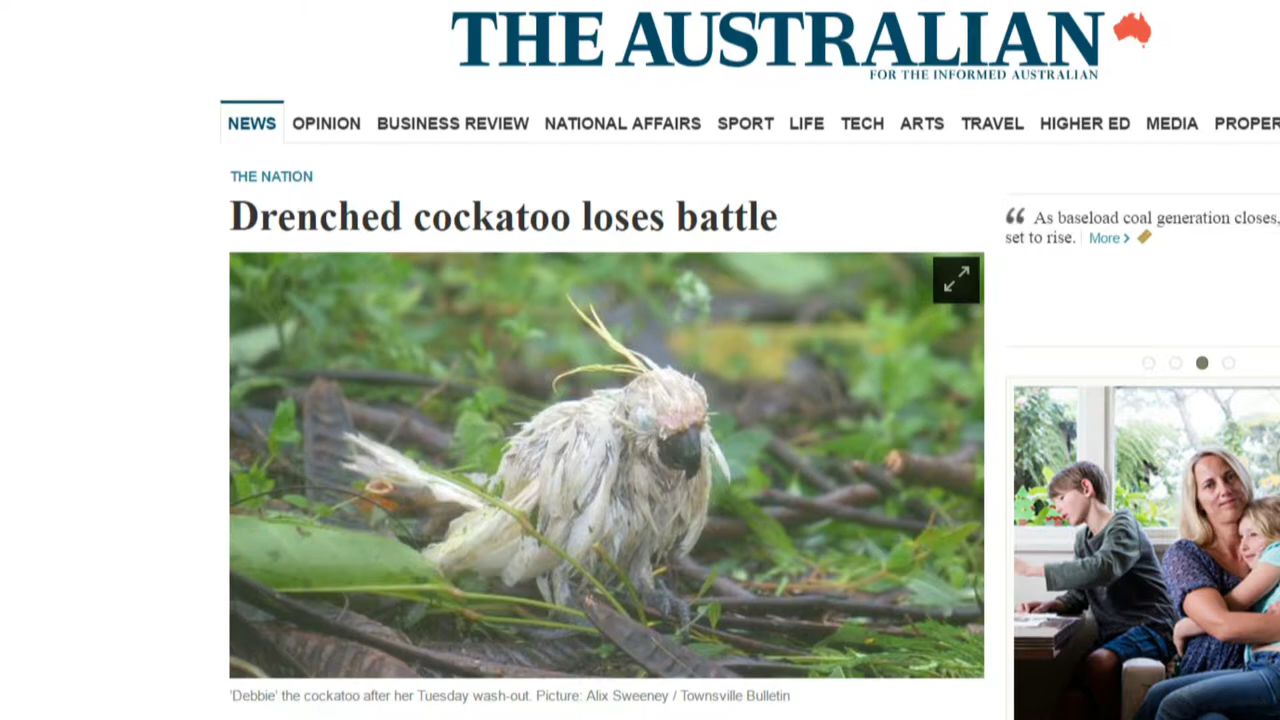 THE AUSTRALIAN
FOR THE INFORMED AUSTRALIAN
NEWS OPINION BUSINESS REVIEW NATIONAL AFFAIRS SPORT LIFE TECH ARTS TRAVEL HIGHER ED MEDIA PROPER
THE NATION
Drenched cockatoo loses battle
“ As baseload coal generation closes,
set to rise. More >
'Debbie' the cockatoo after her Tuesday wash-out. Picture: Alix Sweeney / Townsville Bulletin